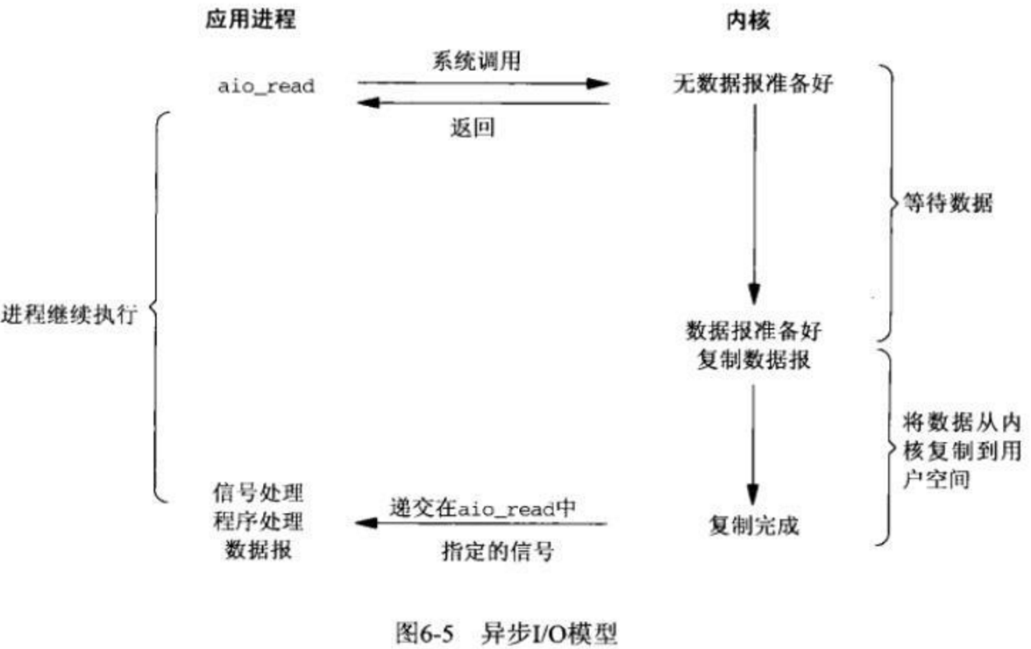 应用进程
内核
系统调用
aio_read
无数据报准备好
返回
等待数据
进程继续执行
数据报准备好
复制数据报
将数据从内
核复制到用
户空间
信号处理
程序处理
数据报
递交在aio_read中
指定的信号
复制完成
图6-5 异步I/O模型